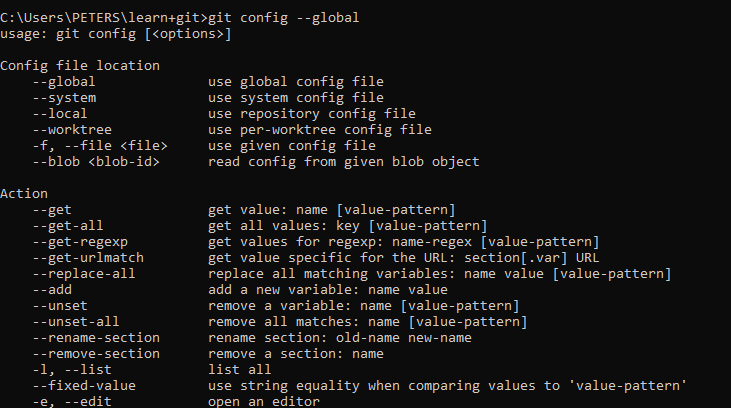 C:\Users\PETERS\learn+git>git config --global
usage: git config [<options>]
Config file location
--global use global config file
--system use system config file
--local use repository config file
--worktree use per-worktree config file
-f, --file <file> use given config file
--blob <blob-id> read config from given blob object
Action
--get get value: name [value-pattern]
--get-all get all values: key [value-pattern]
--get-regexp get values for regexp: name-regex [value-pattern]
--get-urlmatch get value specific for the URL: section[.var] URL
--replace-all replace all matching variables: name value [value-pattern]
--add add a new variable: name value
--unset remove a variable: name [value-pattern]
--unset-all remove all matches: name [value-pattern]
--rename-section rename section: old-name new-name
--remove-section remove a section: name
-l, --list list all
--fixed-value use string equality when comparing values to 'value-pattern'
-e, --edit open an editor